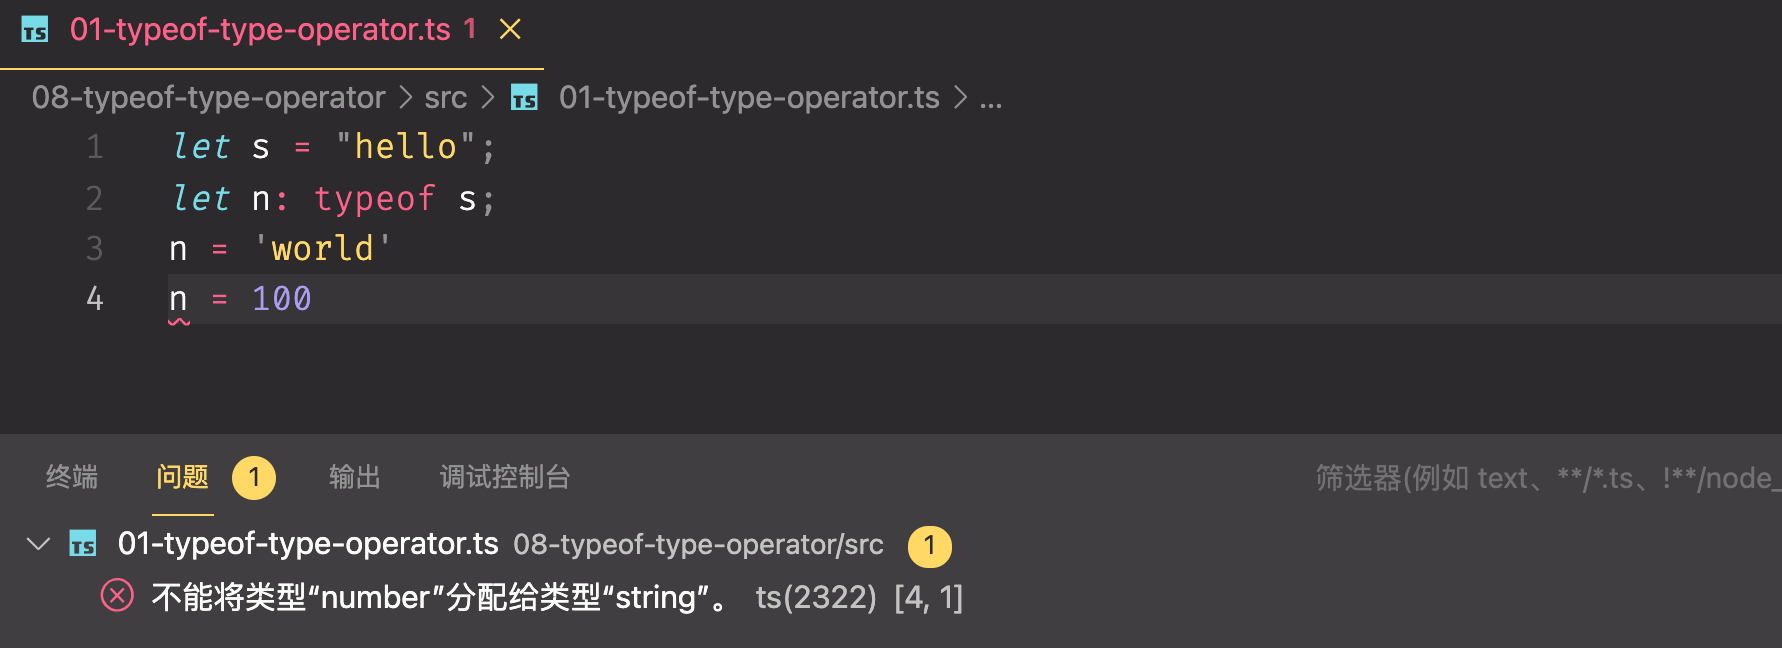 TS 01-typeof-type-operator.ts 1
08-typeof-type-operator > src > TS 01-typeof-type-operator.ts > ...
1 let s = "hello";
2 let n: typeof s;
3 n = 'world'
4 n = 100
终端 问题 1 输出 调试控制台 筛选器(例如 text、**/*.ts、!**/node_
TS 01-typeof-type-operator.ts 08-typeof-type-operator/src 1
不能将类型“number”分配给类型“string”。 ts(2322) [4, 1]